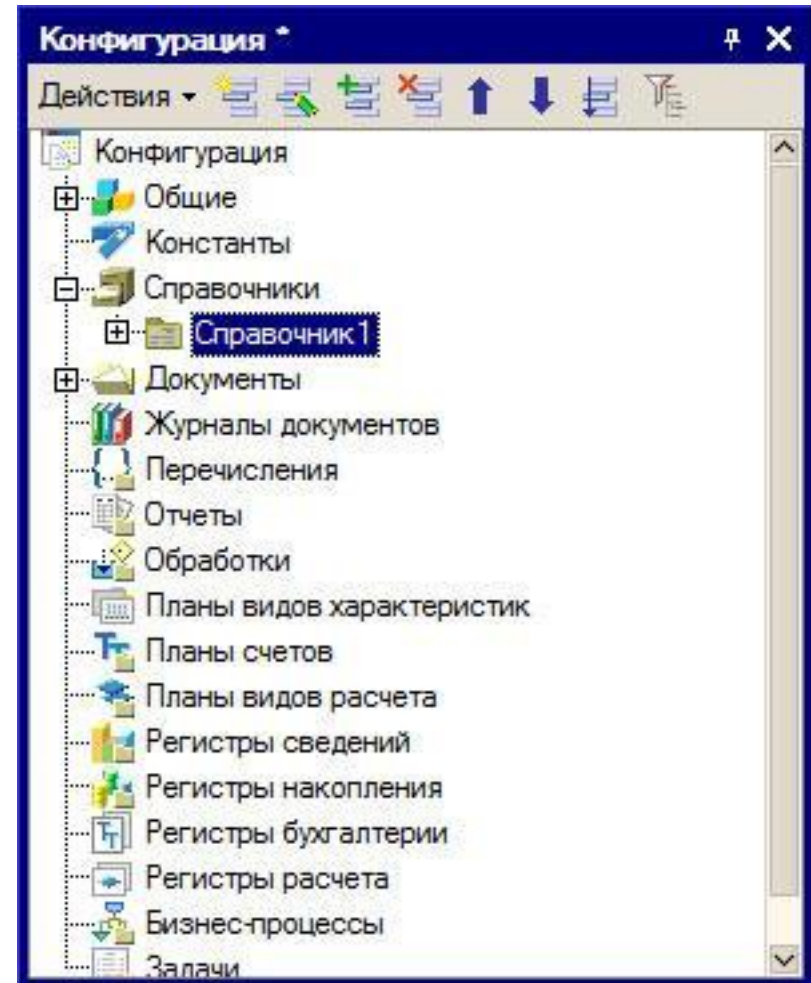 Конфигурация *
Действия
Конфигурация
Общие
Константы
Справочники
Справочник1
Документы
Журналы документов
Перечисления
Отчеты
Обработки
Планы видов характеристик
Планы счетов
Планы видов расчета
Регистры сведений
Регистры накопления
Регистры бухгалтерии
Регистры расчета
Бизнес-процессы
Задачи